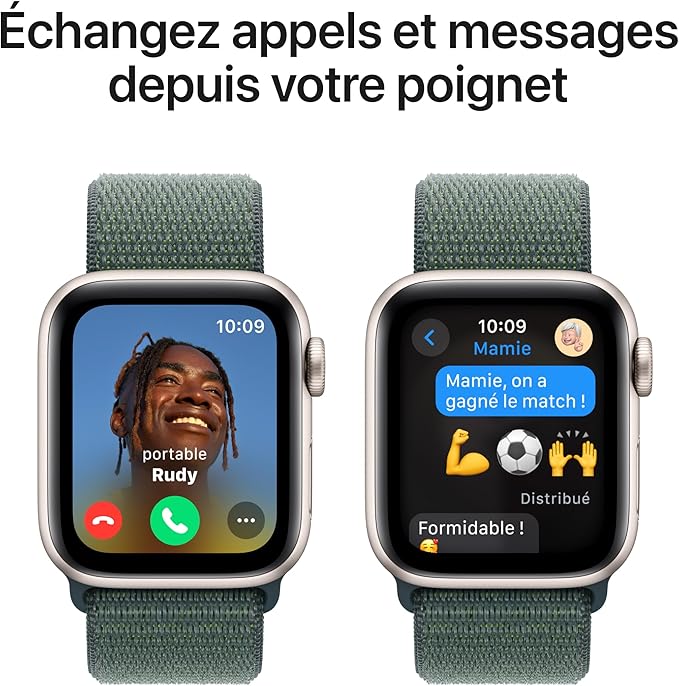 Échangez appels et messages
depuis votre poignet
10:09
portable
Rudy
10:09
Mamie
Mamie, on a
gagné le match !
Distribué
Formidable !